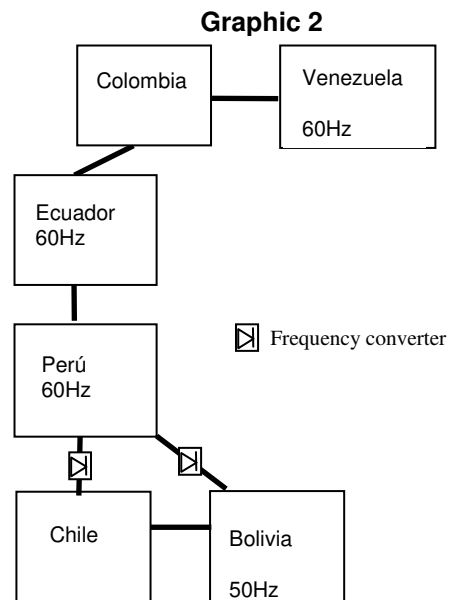 Graphic 2
Colombia
Venezuela
60Hz
Ecuador
60Hz
Frequency converter
Perú
60Hz
Chile
Bolivia
50Hz